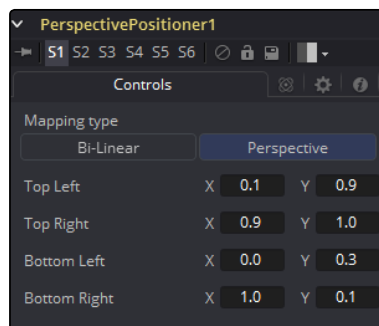 PerspectivePositioner1
S1 S2 S3 S4 S5 S6
Controls
Mapping type
Bi-Linear Perspective
Top Left X 0.1 Y 0.9
Top Right X 0.9 Y 1.0
Bottom Left X 0.0 Y 0.3
Bottom Right X 1.0 Y 0.1